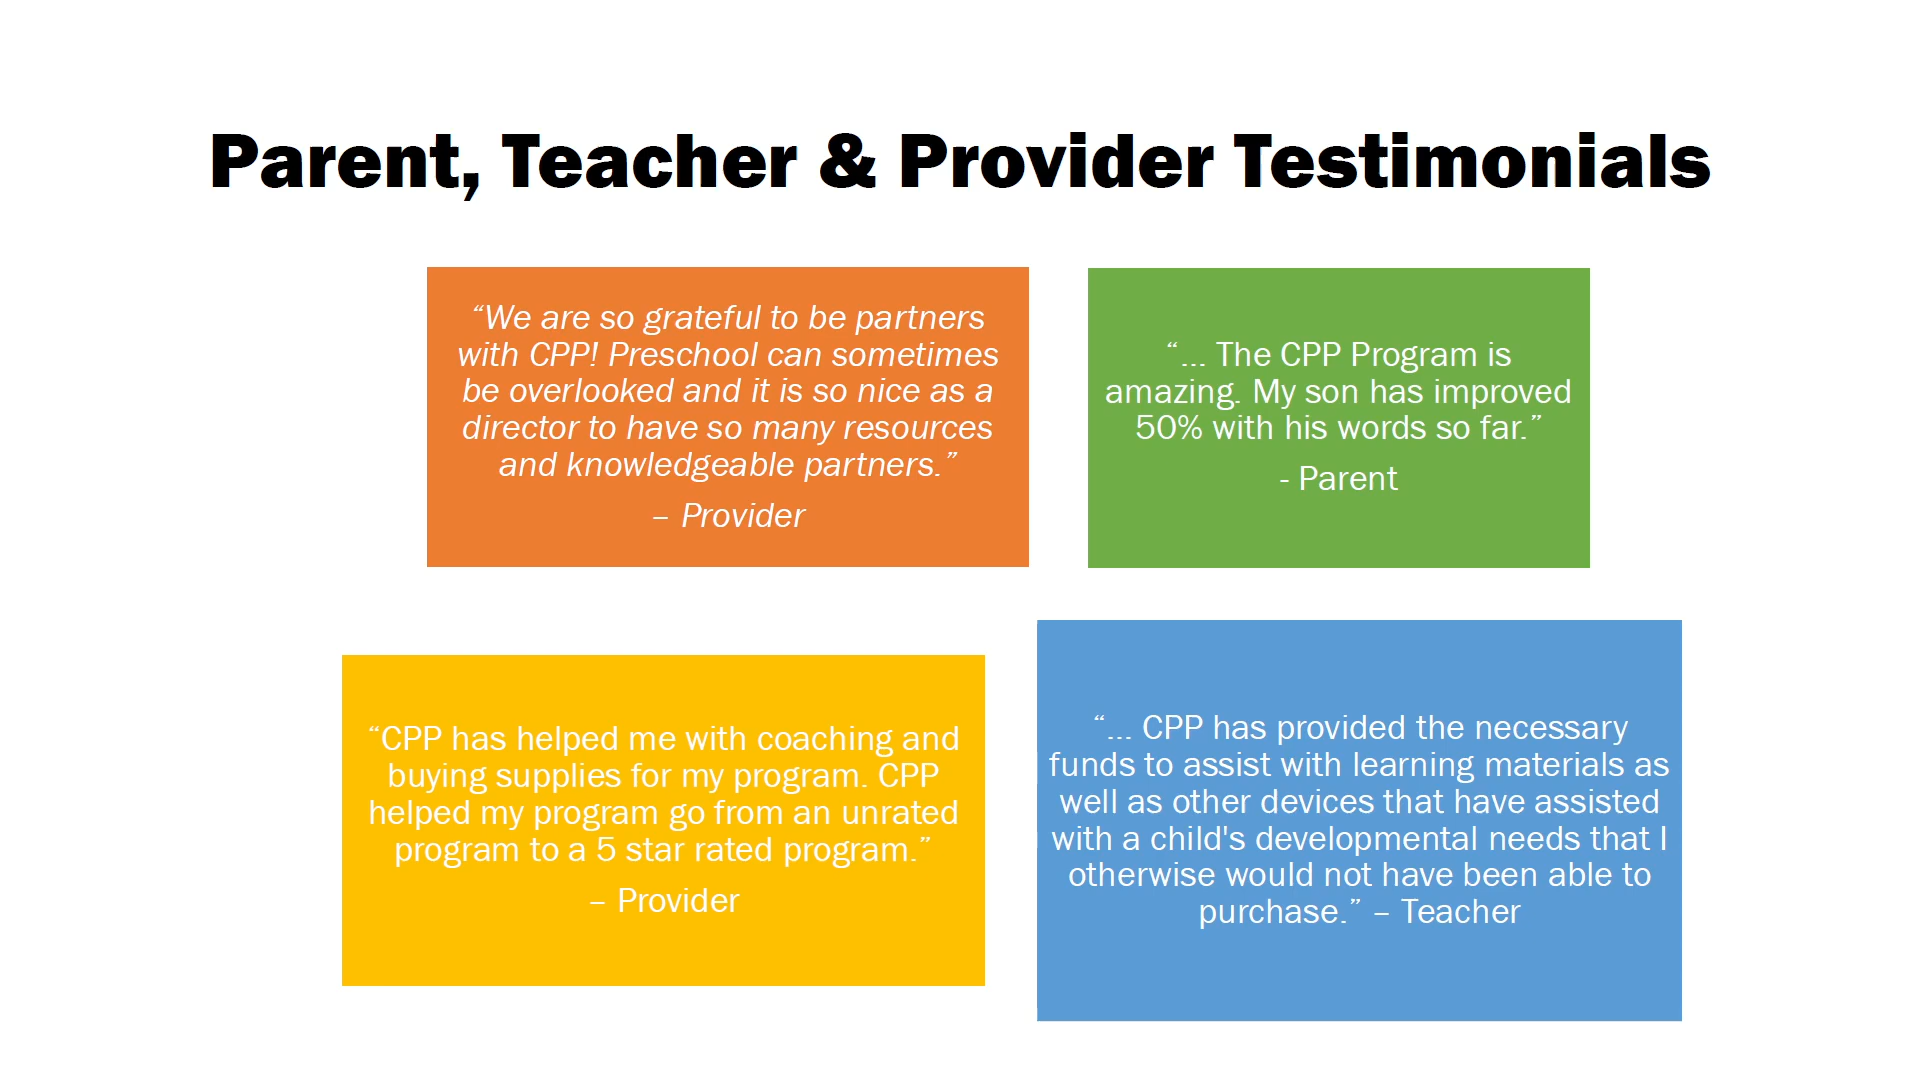 Parent, Teacher & Provider Testimonials
“We are so grateful to be partners
with CPP! Preschool can sometimes
be overlooked and it is so nice as a
director to have so many resources
and knowledgeable partners.”
– Provider
“... The CPP Program is
amazing. My son has improved
50% with his words so far.”
- Parent
“CPP has helped me with coaching and
buying supplies for my program. CPP
helped my program go from an unrated
program to a 5 star rated program.”
– Provider
“... CPP has provided the necessary
funds to assist with learning materials as
well as other devices that have assisted
with a child's developmental needs that I
otherwise would not have been able to
purchase.” – Teacher